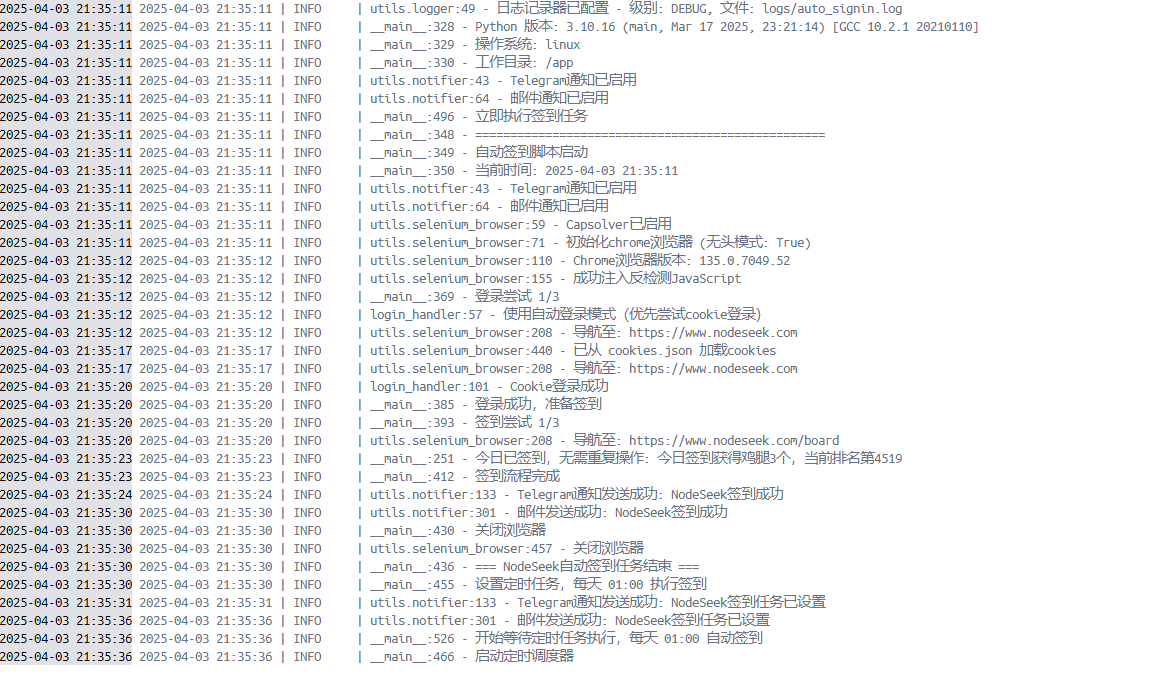 2025-04-03 21:35:11 2025-04-03 21:35:11 | INFO     | utils.logger:49 - 日志记录器已配置 - 级别: DEBUG, 文件: logs/auto_signin.log
2025-04-03 21:35:11 2025-04-03 21:35:11 | INFO     | __main__:328 - Python 版本: 3.10.16 (main, Mar 17 2025, 23:21:14) [GCC 10.2.1 20210110]
2025-04-03 21:35:11 2025-04-03 21:35:11 | INFO     | __main__:329 - 操作系统: linux
2025-04-03 21:35:11 2025-04-03 21:35:11 | INFO     | __main__:330 - 工作目录: /app
2025-04-03 21:35:11 2025-04-03 21:35:11 | INFO     | utils.notifier:43 - Telegram通知已启用
2025-04-03 21:35:11 2025-04-03 21:35:11 | INFO     | utils.notifier:64 - 邮件通知已启用
2025-04-03 21:35:11 2025-04-03 21:35:11 | INFO     | __main__:496 - 立即执行签到任务
2025-04-03 21:35:11 2025-04-03 21:35:11 | INFO     | __main__:348 - ==================================================
2025-04-03 21:35:11 2025-04-03 21:35:11 | INFO     | __main__:349 - 自动签到脚本启动
2025-04-03 21:35:11 2025-04-03 21:35:11 | INFO     | __main__:350 - 当前时间: 2025-04-03 21:35:11
2025-04-03 21:35:11 2025-04-03 21:35:11 | INFO     | utils.notifier:43 - Telegram通知已启用
2025-04-03 21:35:11 2025-04-03 21:35:11 | INFO     | utils.notifier:64 - 邮件通知已启用
2025-04-03 21:35:11 2025-04-03 21:35:11 | INFO     | utils.selenium_browser:59 - Capsolver已启用
2025-04-03 21:35:11 2025-04-03 21:35:11 | INFO     | utils.selenium_browser:71 - 初始化chrome浏览器 (无头模式: True)
2025-04-03 21:35:12 2025-04-03 21:35:12 | INFO     | utils.selenium_browser:110 - Chrome浏览器版本: 135.0.7049.52
2025-04-03 21:35:12 2025-04-03 21:35:12 | INFO     | utils.selenium_browser:155 - 成功注入反检测JavaScript
2025-04-03 21:35:12 2025-04-03 21:35:12 | INFO     | __main__:369 - 登录尝试 1/3
2025-04-03 21:35:12 2025-04-03 21:35:12 | INFO     | login_handler:57 - 使用自动登录模式（优先尝试cookie登录）
2025-04-03 21:35:12 2025-04-03 21:35:12 | INFO     | utils.selenium_browser:208 - 导航至: https://www.nodeseek.com
2025-04-03 21:35:17 2025-04-03 21:35:17 | INFO     | utils.selenium_browser:440 - 已从 cookies.json 加载cookies
2025-04-03 21:35:17 2025-04-03 21:35:17 | INFO     | utils.selenium_browser:208 - 导航至: https://www.nodeseek.com
2025-04-03 21:35:20 2025-04-03 21:35:20 | INFO     | login_handler:101 - Cookie登录成功
2025-04-03 21:35:20 2025-04-03 21:35:20 | INFO     | __main__:385 - 登录成功，准备签到
2025-04-03 21:35:20 2025-04-03 21:35:20 | INFO     | __main__:393 - 签到尝试 1/3
2025-04-03 21:35:20 2025-04-03 21:35:20 | INFO     | utils.selenium_browser:208 - 导航至: https://www.nodeseek.com/board
2025-04-03 21:35:23 2025-04-03 21:35:23 | INFO     | __main__:251 - 今日已签到，无需重复操作: 今日签到获得鸡腿3个，当前排名第4519
2025-04-03 21:35:23 2025-04-03 21:35:23 | INFO     | __main__:412 - 签到流程完成
2025-04-03 21:35:24 2025-04-03 21:35:24 | INFO     | utils.notifier:133 - Telegram通知发送成功: NodeSeek签到成功
2025-04-03 21:35:30 2025-04-03 21:35:30 | INFO     | utils.notifier:301 - 邮件发送成功: NodeSeek签到成功
2025-04-03 21:35:30 2025-04-03 21:35:30 | INFO     | __main__:430 - 关闭浏览器
2025-04-03 21:35:30 2025-04-03 21:35:30 | INFO     | utils.selenium_browser:457 - 关闭浏览器
2025-04-03 21:35:30 2025-04-03 21:35:30 | INFO     | __main__:436 - === NodeSeek自动签到任务结束 ===
2025-04-03 21:35:30 2025-04-03 21:35:30 | INFO     | __main__:455 - 设置定时任务，每天 01:00 执行签到
2025-04-03 21:35:31 2025-04-03 21:35:31 | INFO     | utils.notifier:133 - Telegram通知发送成功: NodeSeek签到任务已设置
2025-04-03 21:35:36 2025-04-03 21:35:36 | INFO     | utils.notifier:301 - 邮件发送成功: NodeSeek签到任务已设置
2025-04-03 21:35:36 2025-04-03 21:35:36 | INFO     | __main__:526 - 开始等待定时任务执行，每天 01:00 自动签到
2025-04-03 21:35:36 2025-04-03 21:35:36 | INFO     | __main__:466 - 启动定时调度器